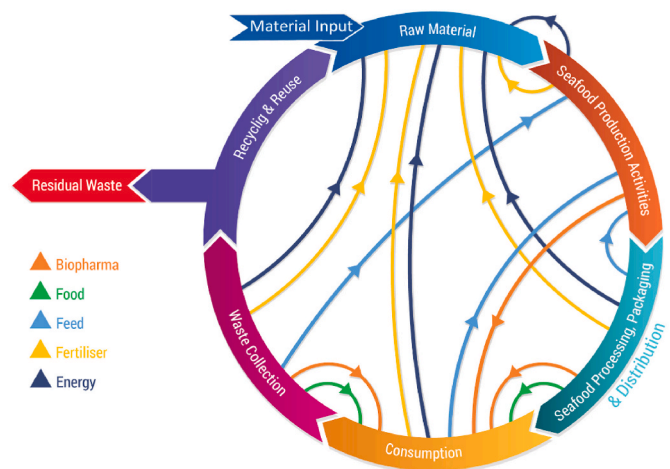 Material Input
Raw Material
Seafood Production Activities
Seafood Processing, Packaging
& Distribution
Consumption
Waste Collection
Recyclig & Reuse
Residual Waste
Biopharma
Food
Feed
Fertiliser
Energy